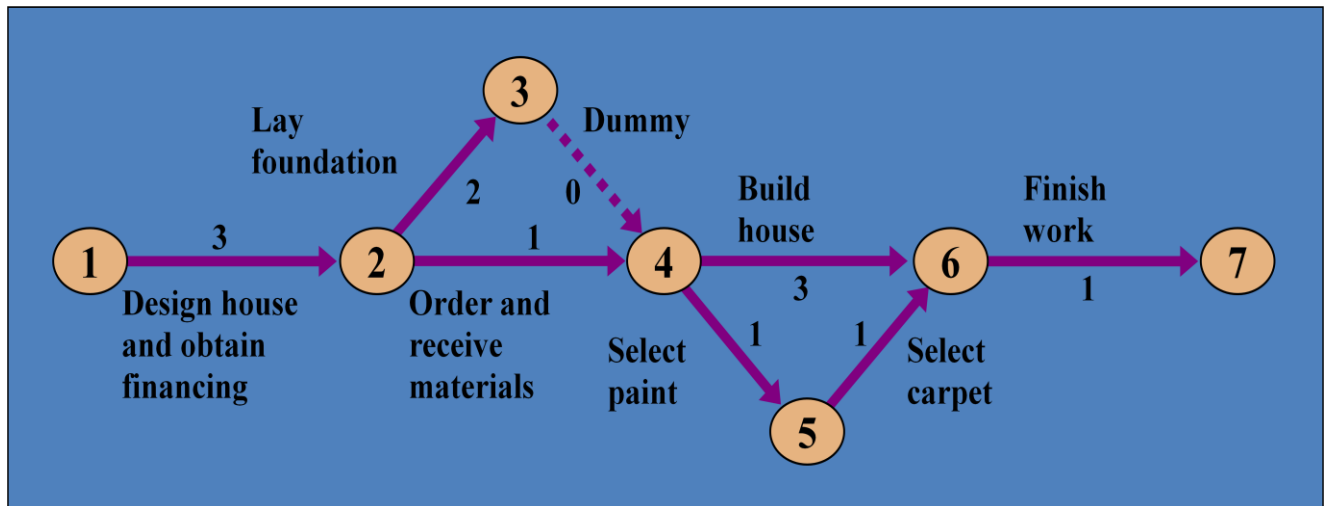 3
Lay
foundation
Dummy
2
0
Build
house
Finish
work
1
3
2
1
4
6
7
3
1
Design house
and obtain
financing
Order and
receive
materials
Select
paint
1
1
Select
carpet
5